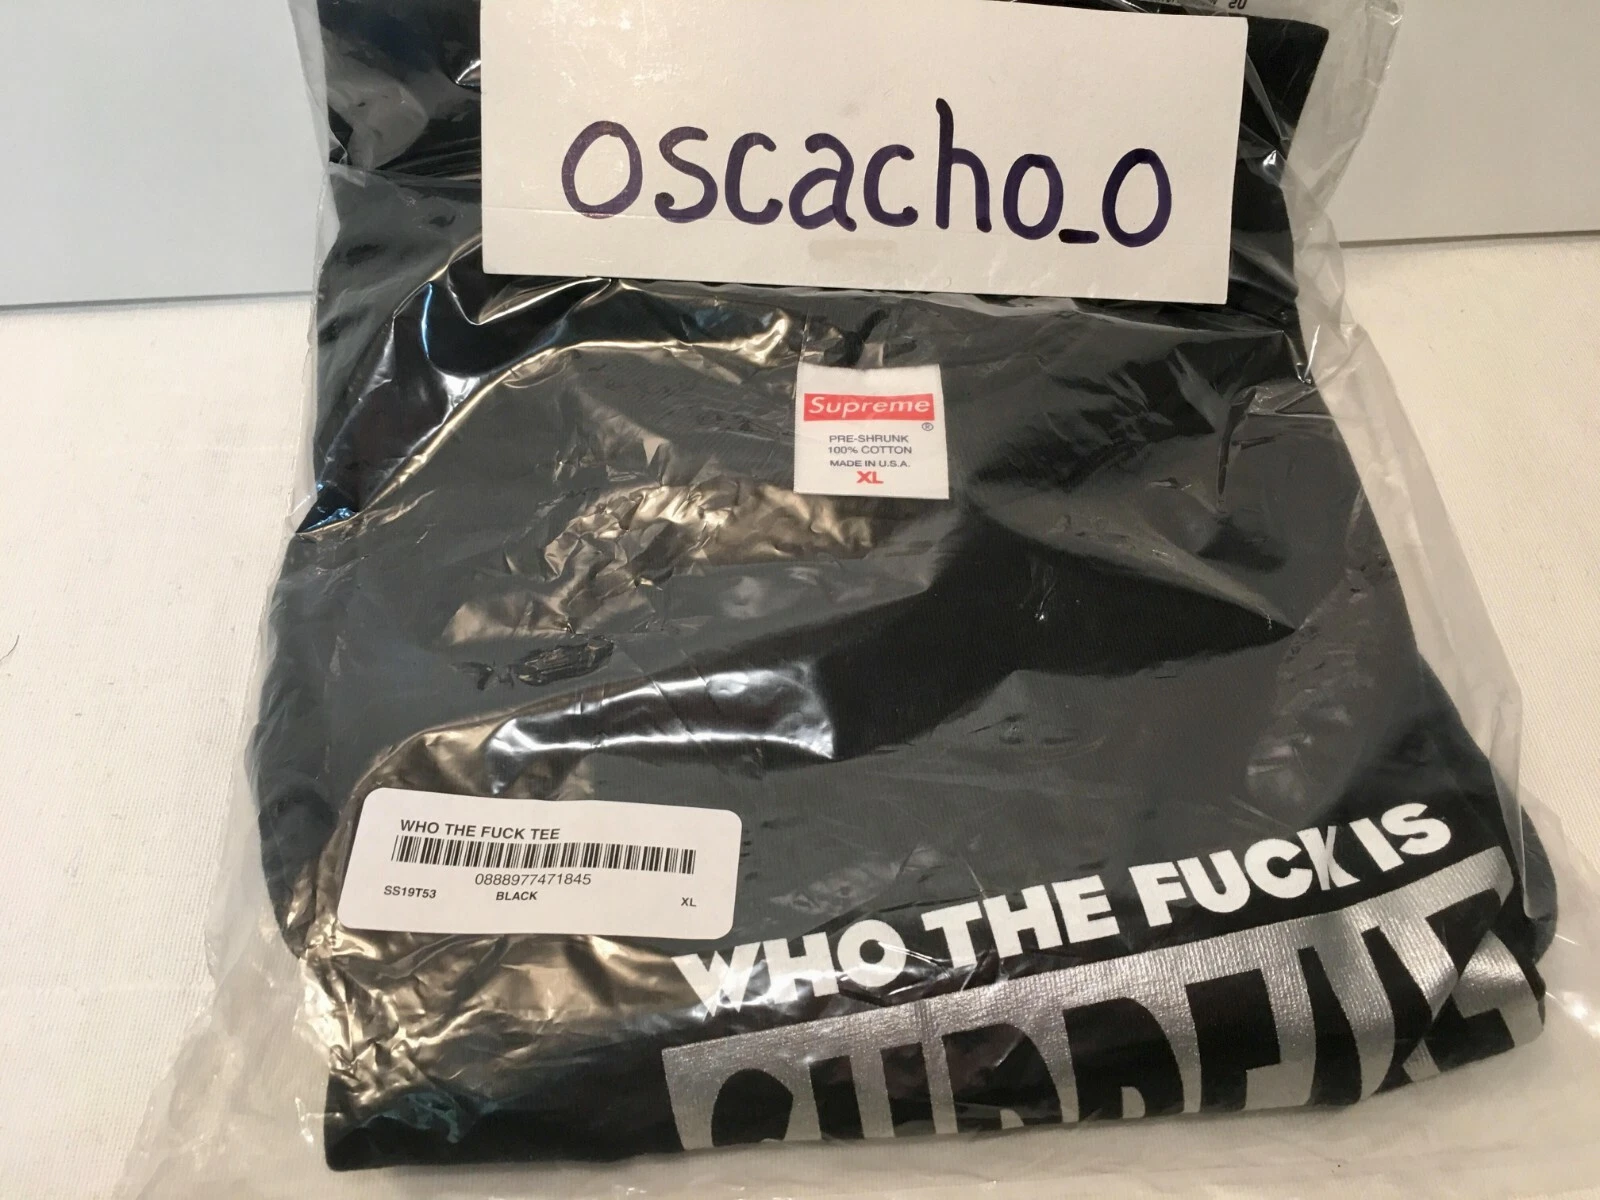 oscacho_o
Supreme
®
PRE-SHRUNK
100% COTTON
MADE IN U.S.A.
XL
WHO THE FUCK TEE
0888977471845
SS19T53 BLACK XL
WHO THE FUCK IS
SUPREME